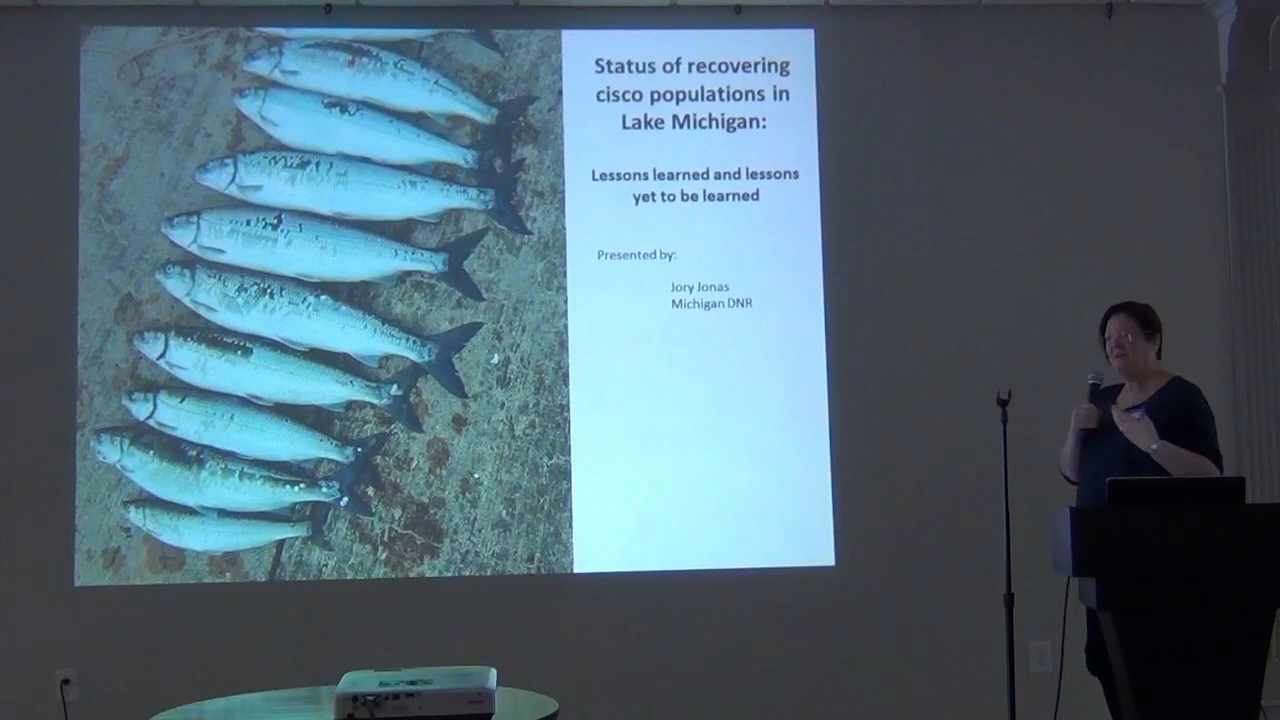 Status of recovering
cisco populations in
Lake Michigan:
Lessons learned and lessons
yet to be learned
Presented by:
Jory Jonas
Michigan DNR